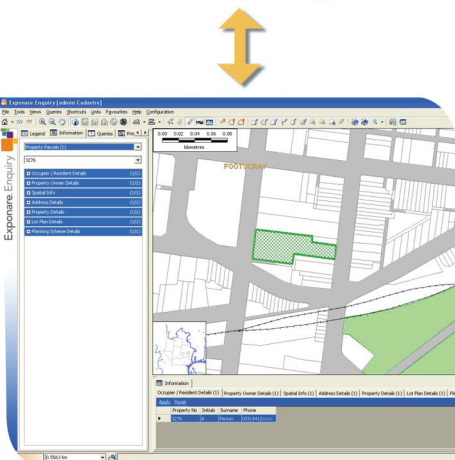 Exponare Enquiry [admin Cadastre]
File Tools Views Queries Shortcuts Links Favourites Help Configuration
Legend Information Queries Prin
Property Parcels (1)
3276
Occupier / Resident Details (1/1)
Property Owner Details (1/1)
Spatial Info (1/1)
Address Details (1/1)
Property Details (1/1)
Lot Plan Details (1/1)
Planning Scheme Details (1/1)
Exponare. Enquiry
0.00 0.02 0.04 0.06 0.08
kilometres
FOOTSCRAY
Information
Occupier / Resident Details (1) Property Owner Details (1) Spatial Info (1) Address Details (1) Property Details (1) Lot Plan Details (1)
Apply Reset
Property No Initials Surname Phone
3276 A Person
0.5563 km